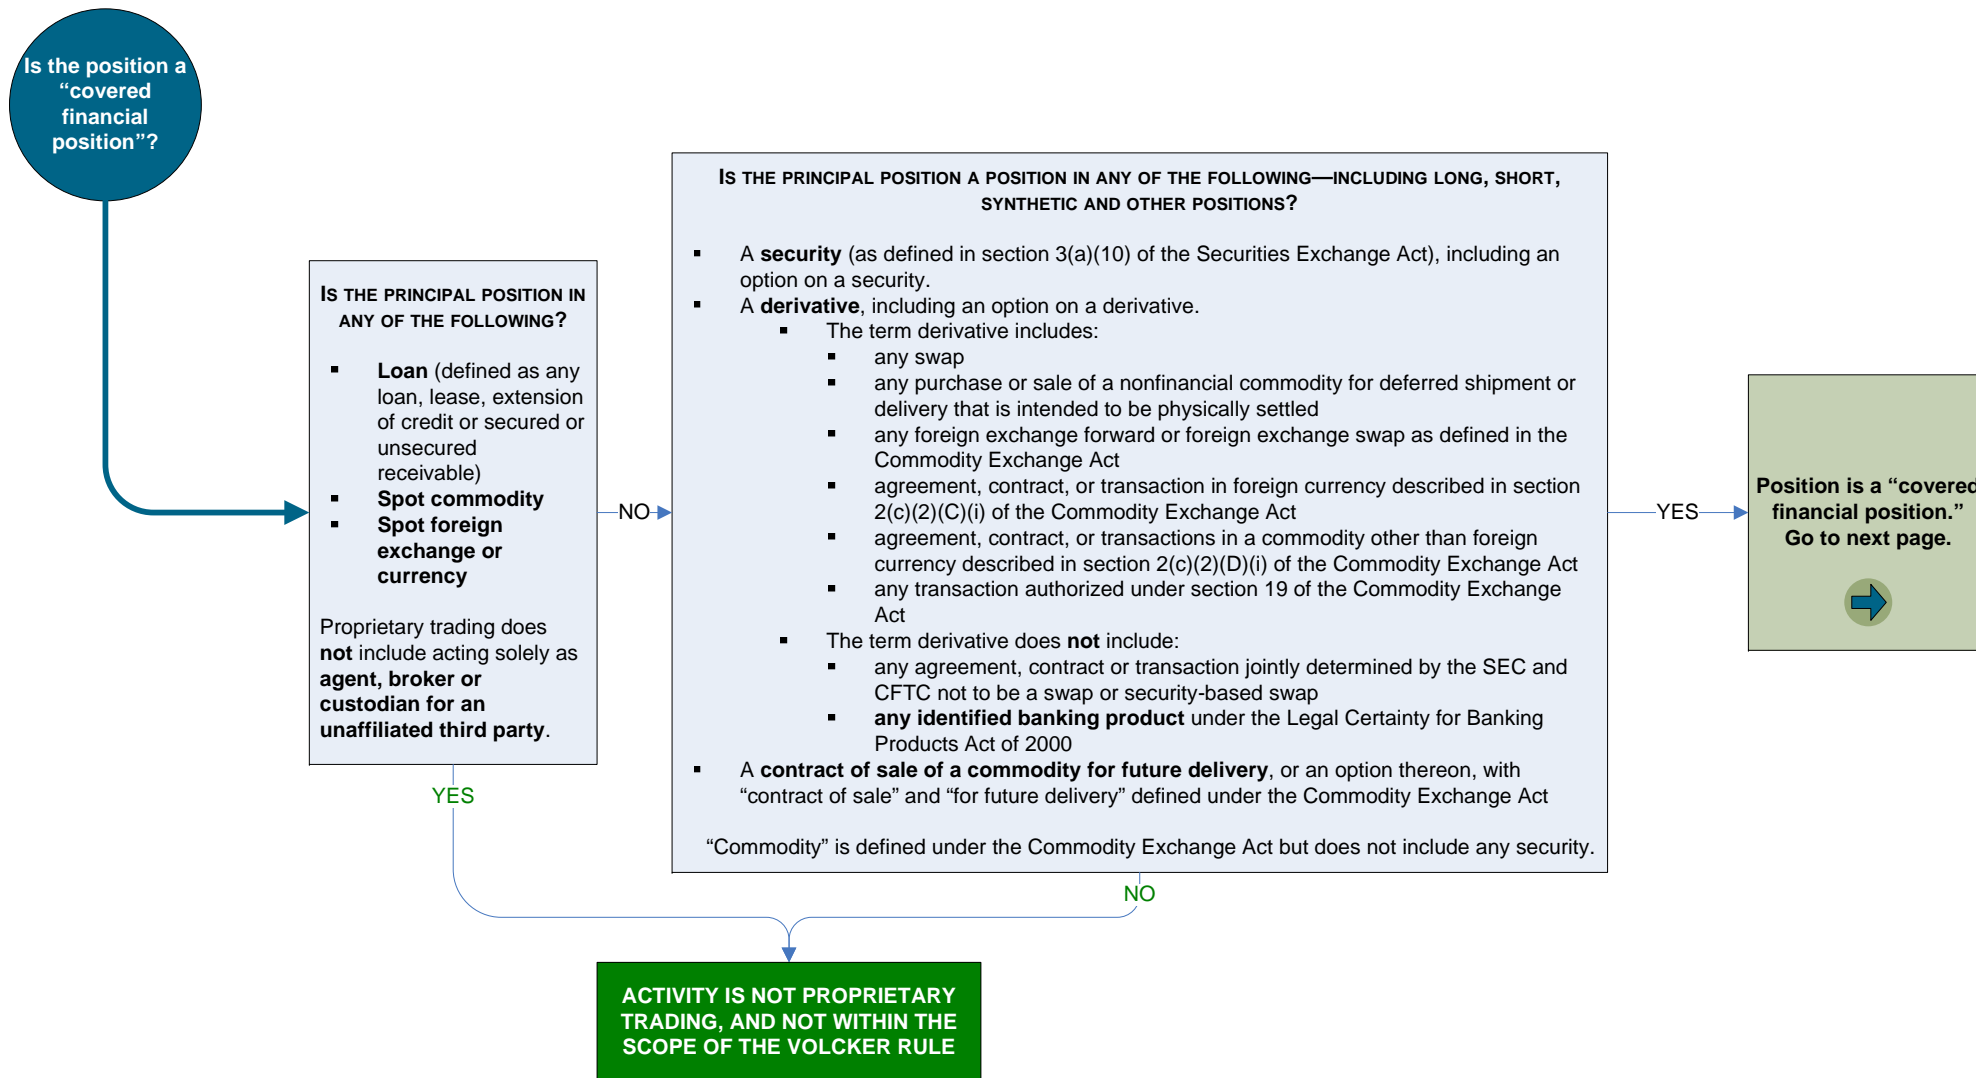 Is the position a
“covered
financial
position”?
IS THE PRINCIPAL POSITION IN
ANY OF THE FOLLOWING?
▪ Loan (defined as any
loan, lease, extension
of credit or secured or
unsecured
receivable)
▪ Spot commodity
▪ Spot foreign
exchange or
currency
Proprietary trading does
not include acting solely as
agent, broker or
custodian for an
unaffiliated third party.
NO
YES
IS THE PRINCIPAL POSITION A POSITION IN ANY OF THE FOLLOWING—INCLUDING LONG, SHORT,
SYNTHETIC AND OTHER POSITIONS?
▪ A security (as defined in section 3(a)(10) of the Securities Exchange Act), including an
option on a security.
▪ A derivative, including an option on a derivative.
▪ The term derivative includes:
▪ any swap
▪ any purchase or sale of a nonfinancial commodity for deferred shipment or
delivery that is intended to be physically settled
▪ any foreign exchange forward or foreign exchange swap as defined in the
Commodity Exchange Act
▪ agreement, contract, or transaction in foreign currency described in section
2(c)(2)(C)(i) of the Commodity Exchange Act
▪ agreement, contract, or transactions in a commodity other than foreign
currency described in section 2(c)(2)(D)(i) of the Commodity Exchange Act
▪ any transaction authorized under section 19 of the Commodity Exchange
Act
▪ The term derivative does not include:
▪ any agreement, contract or transaction jointly determined by the SEC and
CFTC not to be a swap or security-based swap
▪ any identified banking product under the Legal Certainty for Banking
Products Act of 2000
▪ A contract of sale of a commodity for future delivery, or an option thereon, with
“contract of sale” and “for future delivery” defined under the Commodity Exchange Act
“Commodity” is defined under the Commodity Exchange Act but does not include any security.
YES
NO
Position is a “covered
financial position.”
Go to next page.
ACTIVITY IS NOT PROPRIETARY
TRADING, AND NOT WITHIN THE
SCOPE OF THE VOLCKER RULE